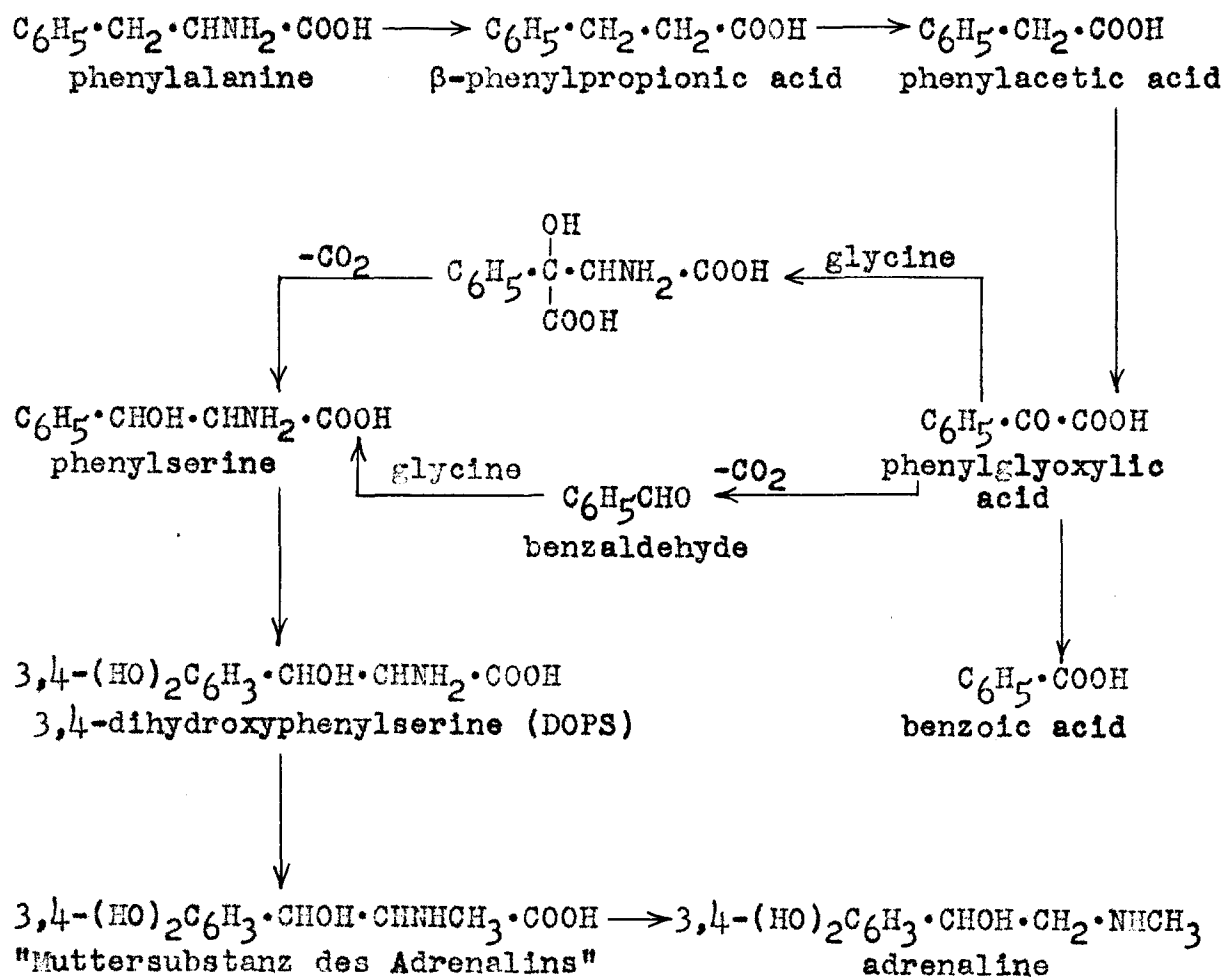 C₆H₅·CH₂·CHNH₂·COOH → C₆H₅·CH₂·CH₂·COOH → C₆H₅·CH₂·COOH
phenylalanine β-phenylpropionic acid phenylacetic acid
OH
-CO₂ C₆H₅·C·CHNH₂·COOH glycine
COOH
C₆H₅·CHOH·CHNH₂·COOH C₆H₅·CO·COOH
phenylserine glycine -CO₂ phenylglyoxylic
C₆H₅CHO acid
benzaldehyde
3,4-(HO)₂C₆H₃·CHOH·CHNH₂·COOH C₆H₅·COOH
3,4-dihydroxyphenylserine (DOPS) benzoic acid
3,4-(HO)₂C₆H₃·CHOH·CHNHCH₃·COOH → 3,4-(HO)₂C₆H₃·CHOH·CH₂·NHCH₃
"Muttersubstanz des Adrenalins" adrenaline